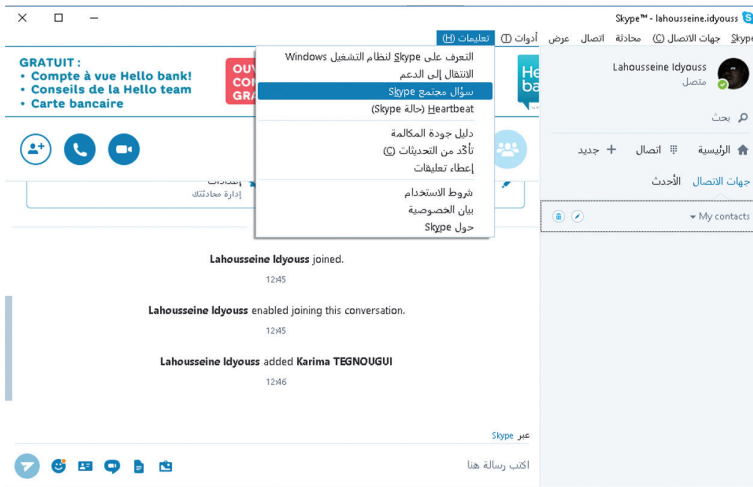 Skype™ - lahousseine.idyouss
Skype جهات الاتصال (C) محادثة اتصال عرض أدوات (T) تعليمات (H)
Lahousseine Idyouss
متصل
بحث
الرئيسية اتصال جديد
جهات الاتصال الأحدث
My contacts
التعرف على Skype لنظام التشغيل Windows
الانتقال إلى الدعم
سؤال مجتمع Skype
Heartbeat (حالة Skype)
دليل جودة المكالمة
تأكد من التحديثات (C)
إعطاء تعليقات
شروط الاستخدام
بيان الخصوصية
حول Skype
GRATUIT :
• Compte à vue Hello bank!
• Conseils de la Hello team
• Carte bancaire
إدارة محادثتك
Lahousseine Idyouss joined.
12:45
Lahousseine Idyouss enabled joining this conversation.
12:45
Lahousseine Idyouss added Karima TEGNOUGUI
12:46
عبر Skype
اكتب رسالة هنا